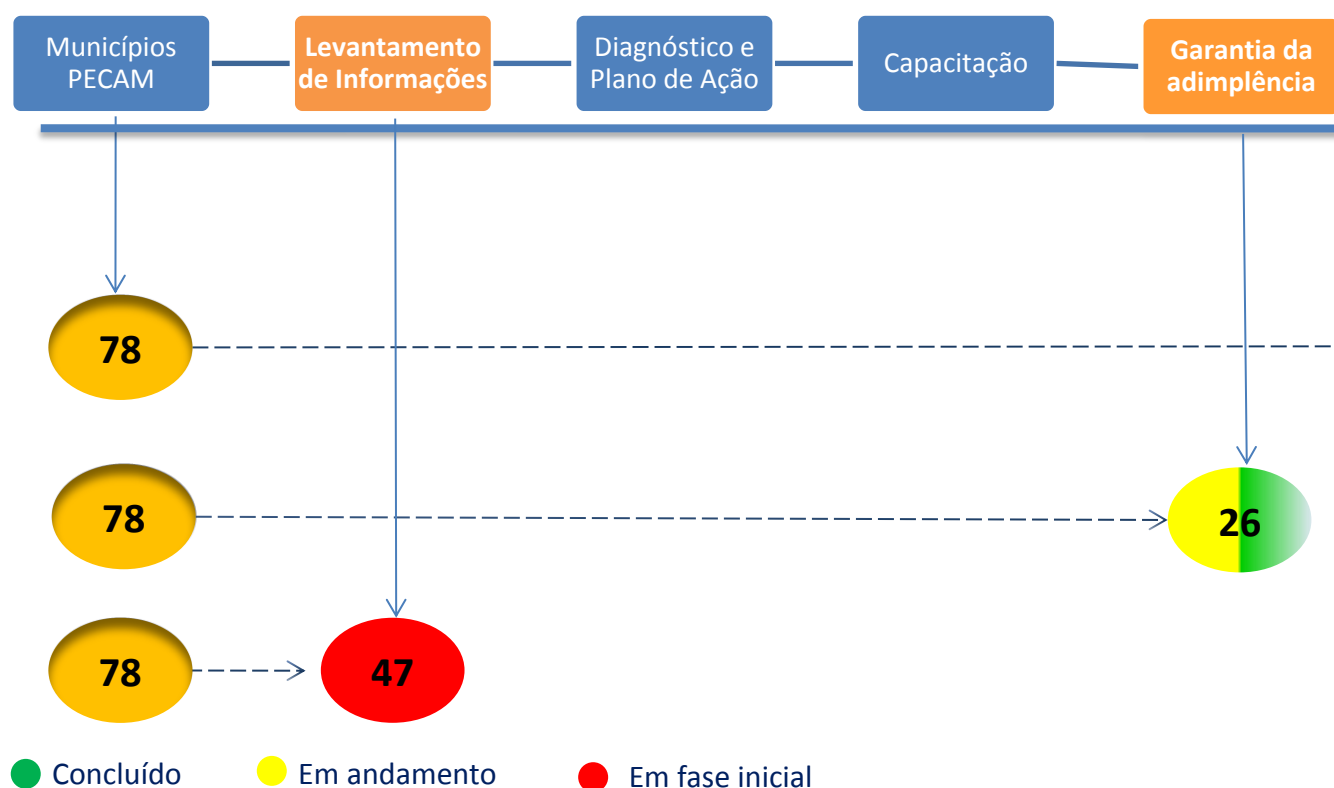 Municípios
PECAM
Levantamento
de Informações
Diagnóstico e
Plano de Ação
Capacitação
Garantia da
adimplência
78
78
26
78
47
Concluído
Em andamento
Em fase inicial